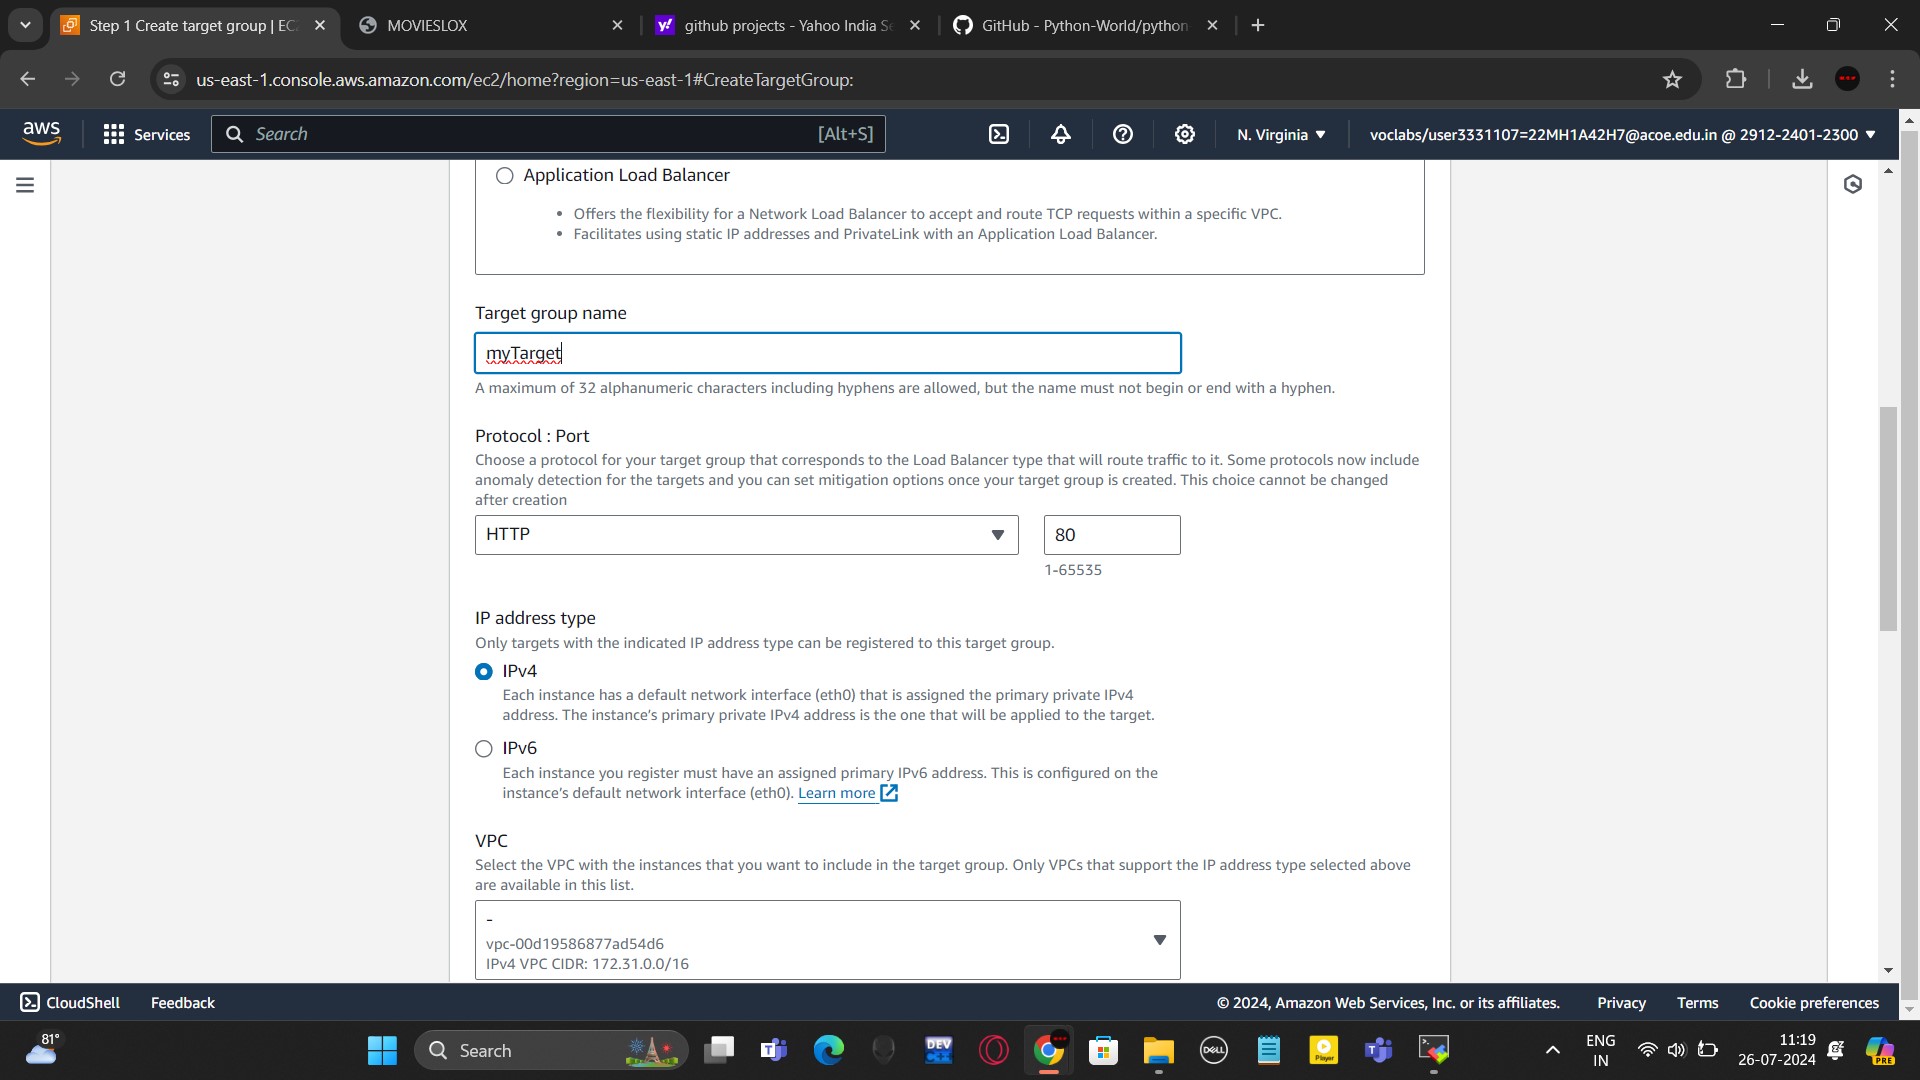 Step 1 Create target group | EC
MOVIESLOX
github projects - Yahoo India Se
GitHub - Python-World/python
us-east-1.console.aws.amazon.com/ec2/home?region=us-east-1#CreateTargetGroup:
aws
Services
Search
[Alt+S]
N. Virginia
voclabs/user3331107=22MH1A42H7@acoe.edu.in @ 2912-2401-2300
Application Load Balancer
• Offers the flexibility for a Network Load Balancer to accept and route TCP requests within a specific VPC.
• Facilitates using static IP addresses and PrivateLink with an Application Load Balancer.
Target group name
myTarget
A maximum of 32 alphanumeric characters including hyphens are allowed, but the name must not begin or end with a hyphen.
Protocol : Port
Choose a protocol for your target group that corresponds to the Load Balancer type that will route traffic to it. Some protocols now include
anomaly detection for the targets and you can set mitigation options once your target group is created. This choice cannot be changed
after creation
HTTP
80
1-65535
IP address type
Only targets with the indicated IP address type can be registered to this target group.
IPv4
Each instance has a default network interface (eth0) that is assigned the primary private IPv4
address. The instance's primary private IPv4 address is the one that will be applied to the target.
IPv6
Each instance you register must have an assigned primary IPv6 address. This is configured on the
instance's default network interface (eth0). Learn more
VPC
Select the VPC with the instances that you want to include in the target group. Only VPCs that support the IP address type selected above
are available in this list.
-
vpc-00d19586877ad54d6
IPv4 VPC CIDR: 172.31.0.0/16
CloudShell
Feedback
© 2024, Amazon Web Services, Inc. or its affiliates.
Privacy
Terms
Cookie preferences
81°
Search
DEV
C++
DELL
Player
ENG
IN
11:19
26-07-2024
PRE